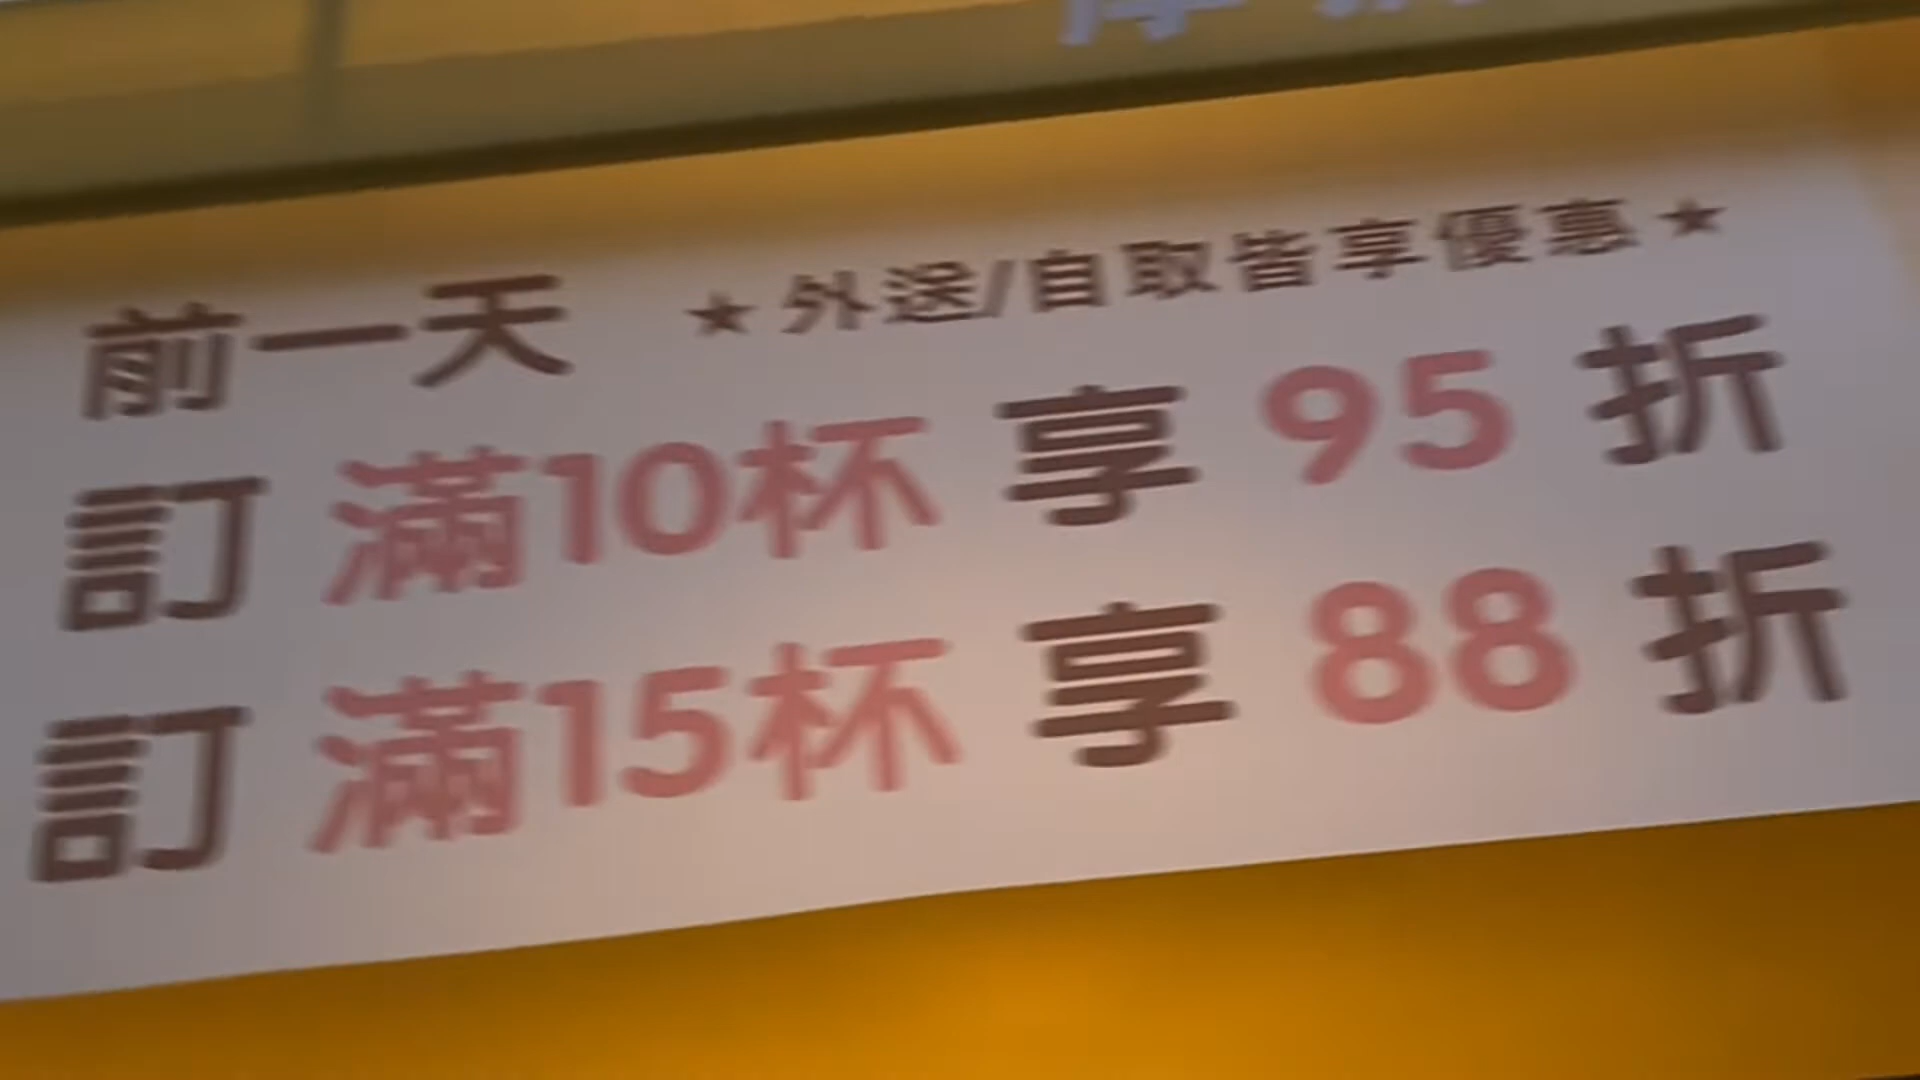 前一天 ★外送/自取皆享優惠★
訂 滿10杯 享 95 折
訂 滿15杯 享 88 折